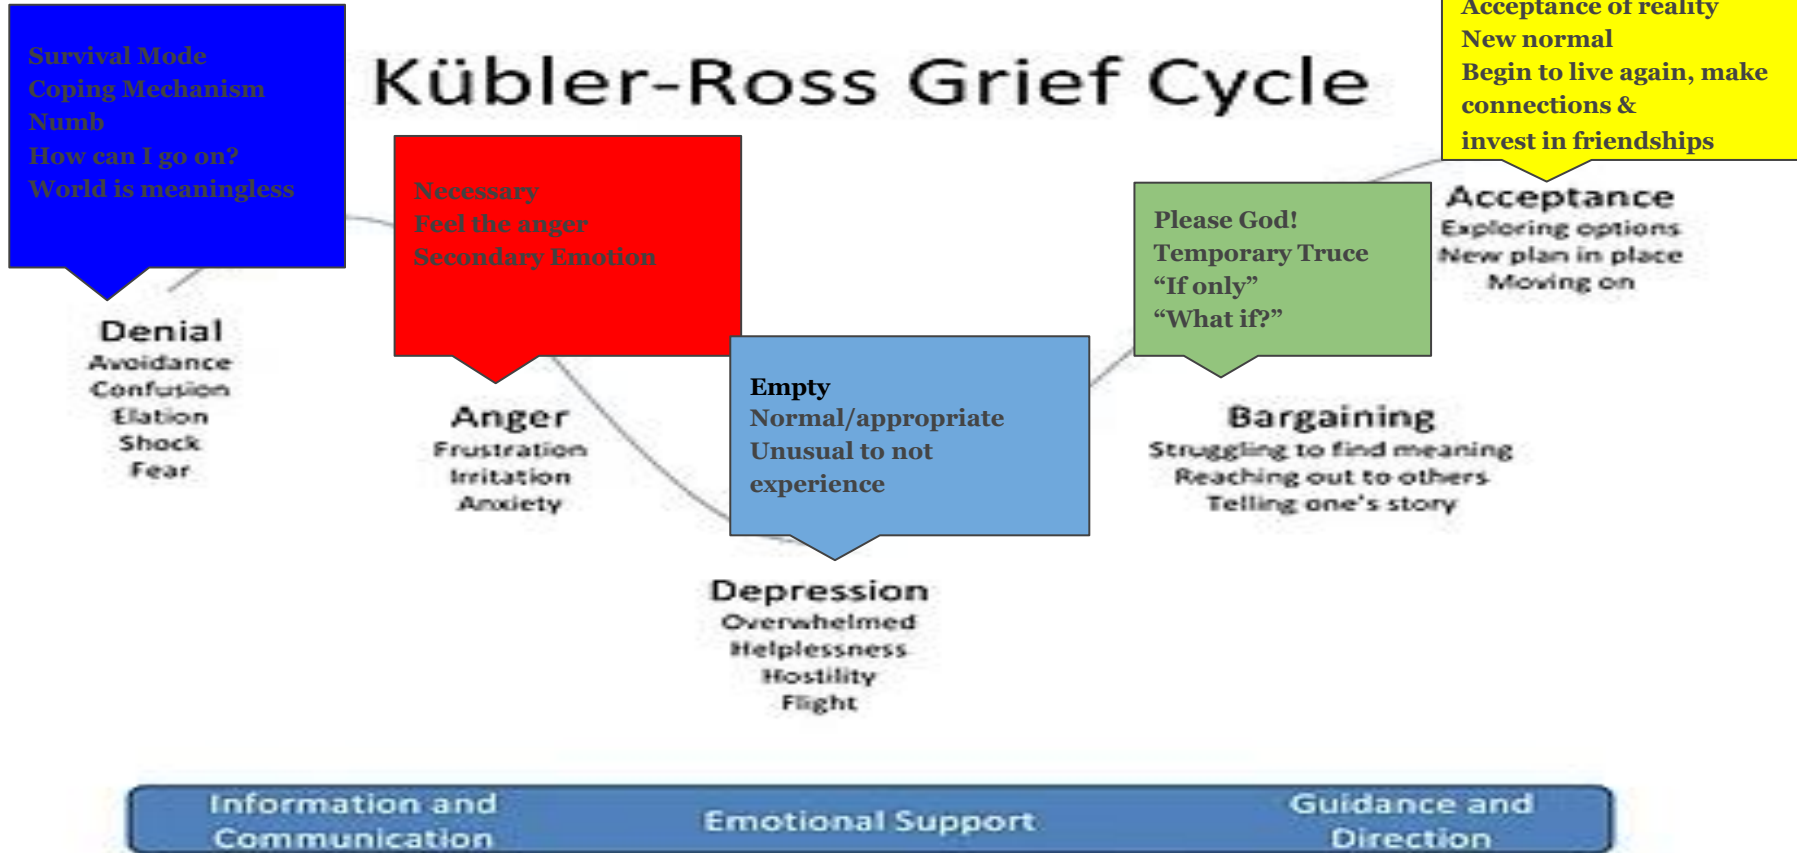 Kübler-Ross Grief Cycle
Survival Mode
Coping Mechanism
Numb
How can I go on?
World is meaningless
Denial
Avoidance
Confusion
Elation
Shock
Fear
Necessary
Feel the anger
Secondary Emotion
Anger
Frustration
Irritation
Anxiety
Empty
Normal/appropriate
Unusual to not
experience
Depression
Overwhelmed
Helplessness
Hostility
Flight
Please God!
Temporary Truce
“If only”
“What if?”
Bargaining
Struggling to find meaning
Reaching out to others
Telling one's story
Acceptance of reality
New normal
Begin to live again, make
connections &
invest in friendships
Acceptance
Exploring options
New plan in place
Moving on
Information and
Communication
Emotional Support
Guidance and
Direction